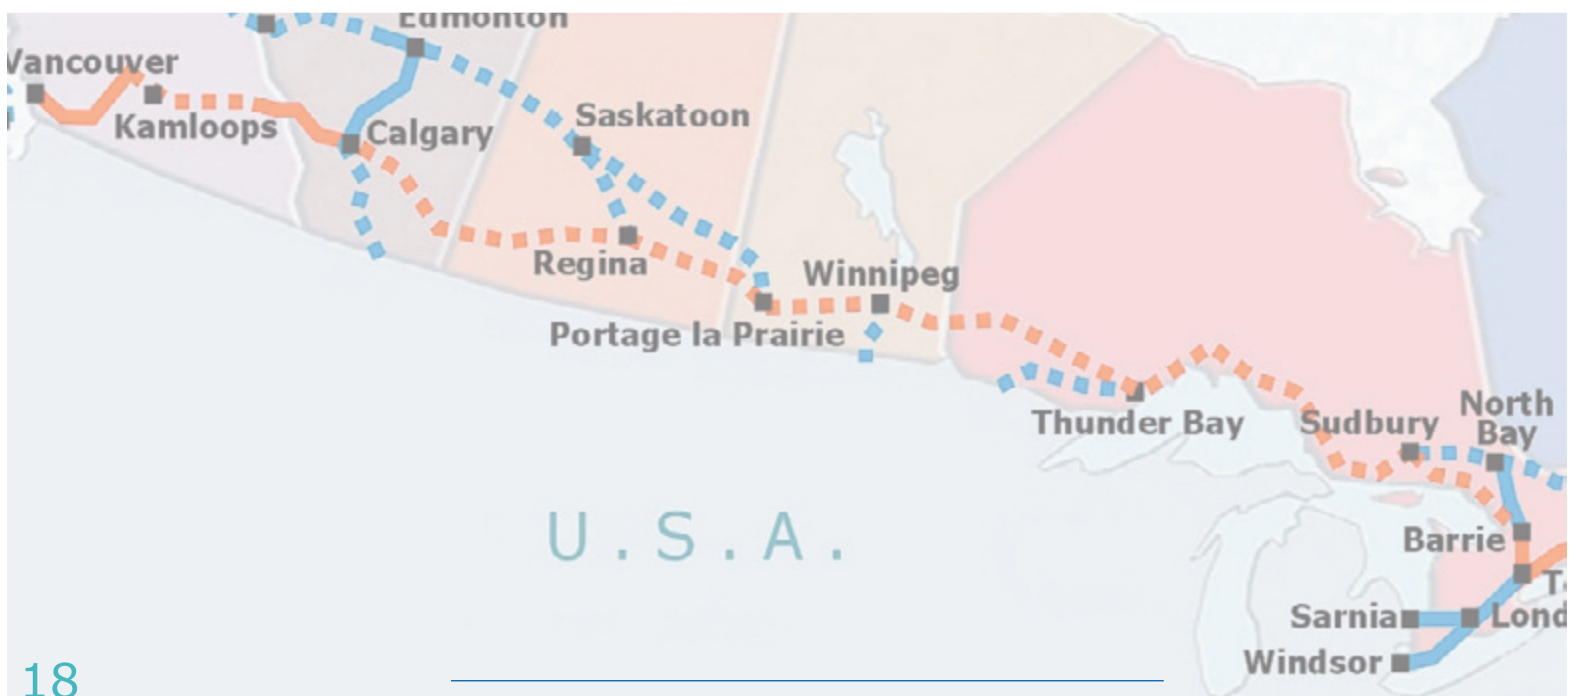 Edmonton
Vancouver
Kamloops
Calgary
Saskatoon
Regina
Winnipeg
Portage la Prairie
Thunder Bay
Sudbury
North
Bay
U.S.A.
Barrie
T
Sarnia
Lond
Windsor
18